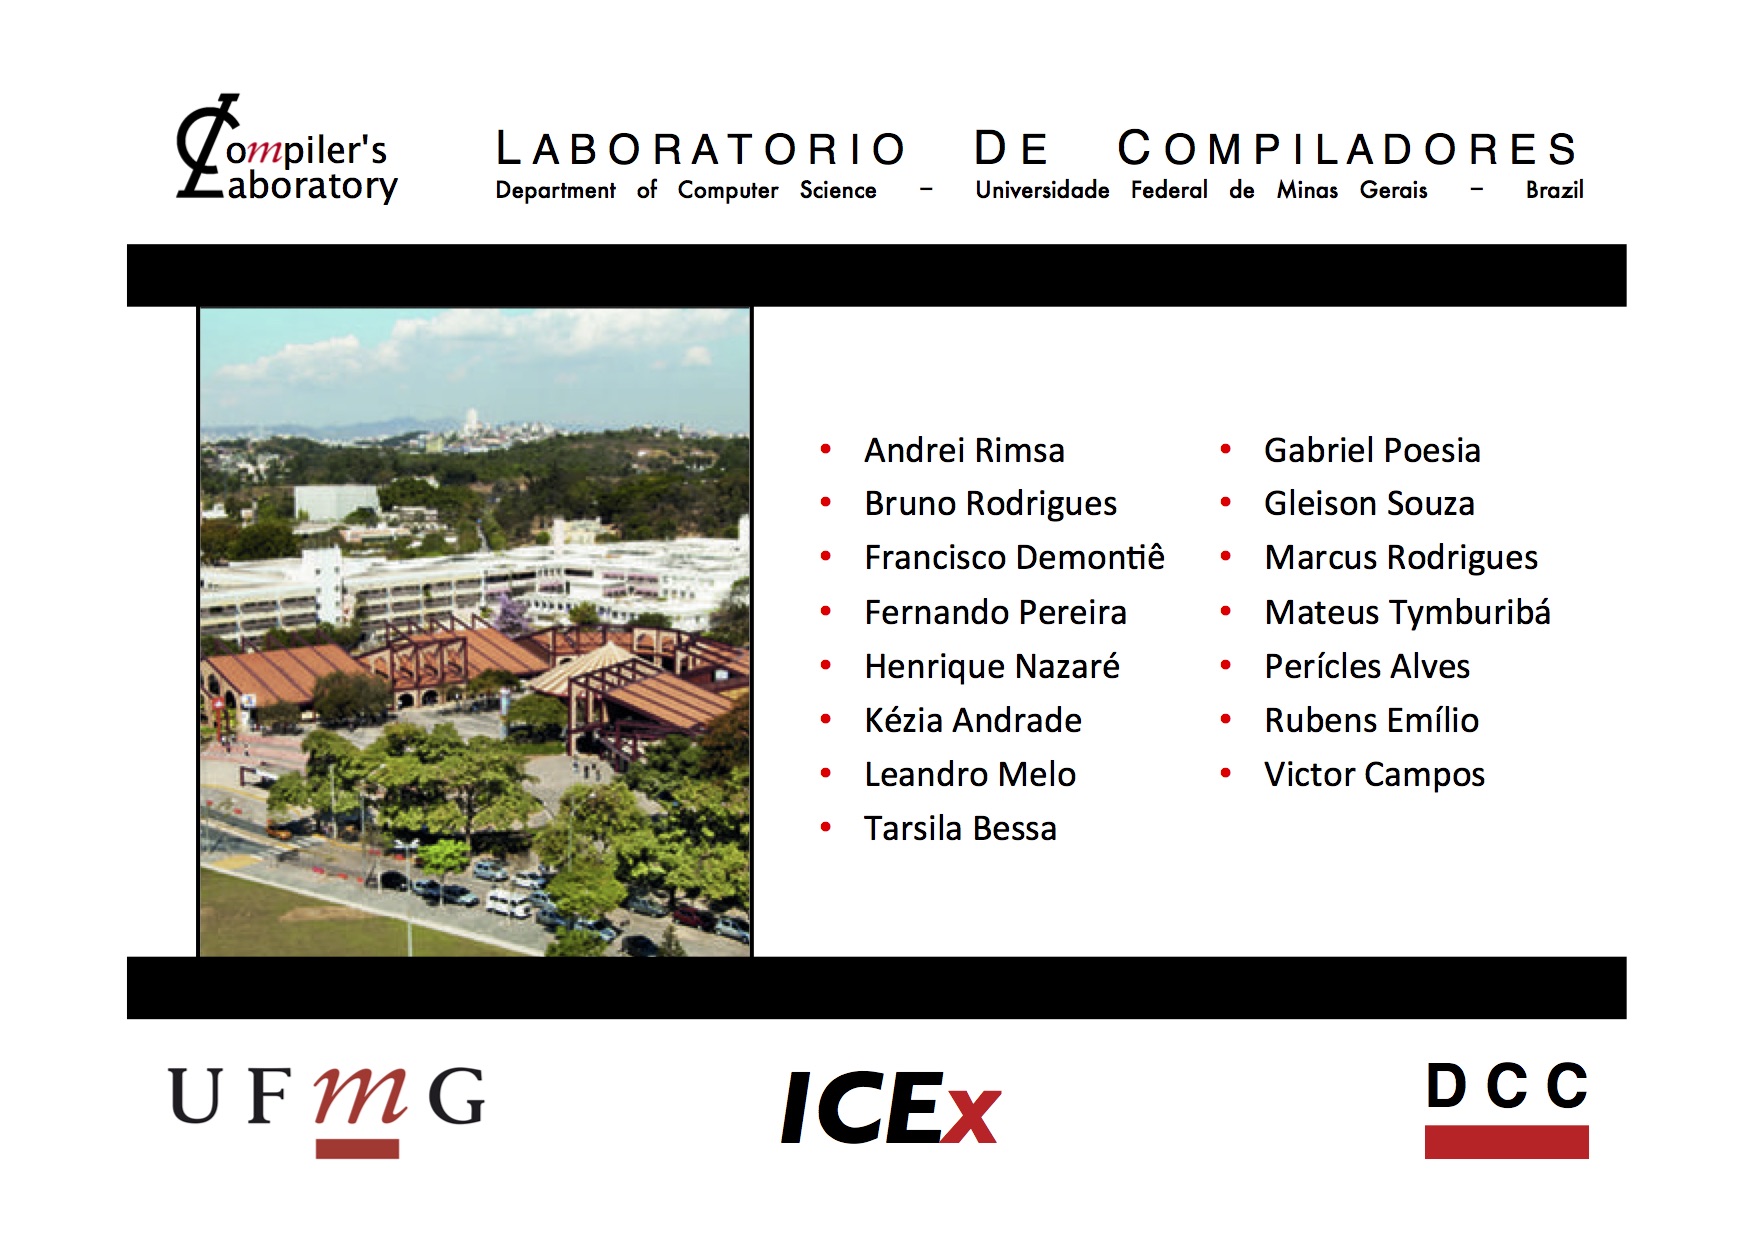 Compiler's
Laboratory
LABORATORIO DE COMPILADORES
Department of Computer Science – Universidade Federal de Minas Gerais – Brazil
• Andrei Rimsa
• Bruno Rodrigues
• Francisco Demontiê
• Fernando Pereira
• Henrique Nazaré
• Kézia Andrade
• Leandro Melo
• Tarsila Bessa
• Gabriel Poesia
• Gleison Souza
• Marcus Rodrigues
• Mateus Tymburibá
• Perícles Alves
• Rubens Emílio
• Victor Campos
UFmG
ICEx
DCC